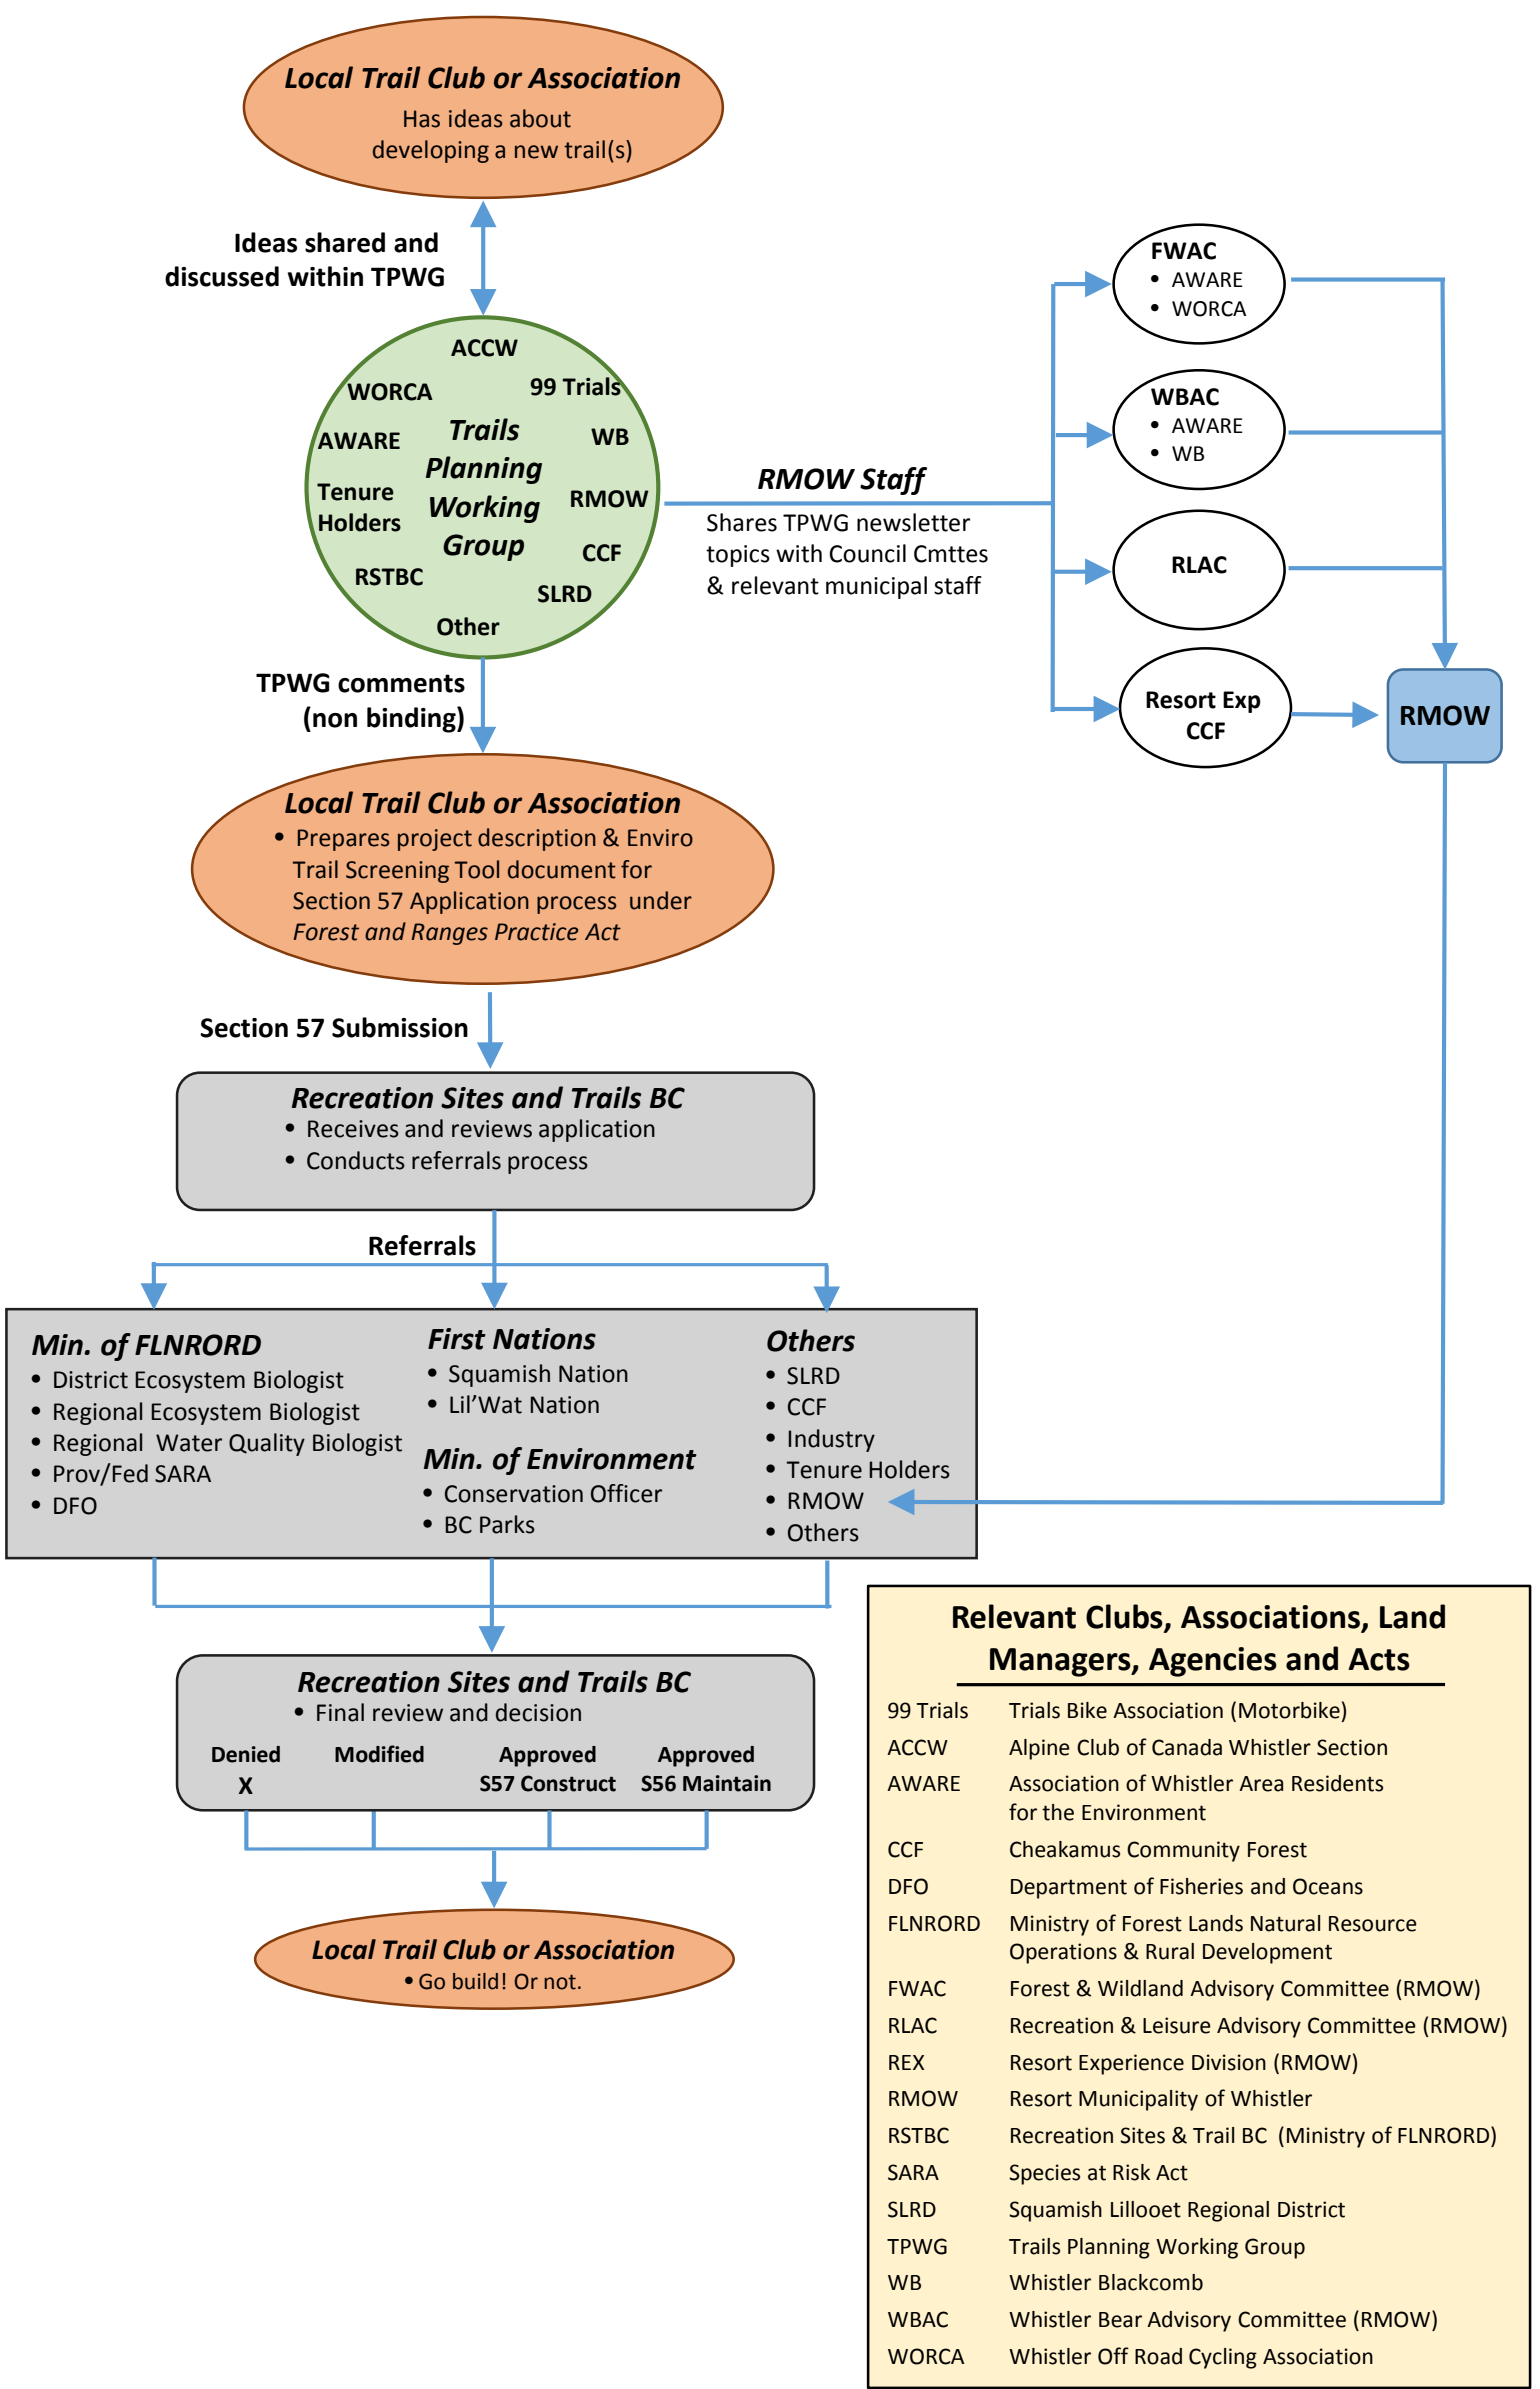 Local Trail Club or Association
Has ideas about
developing a new trail(s)
Ideas shared and
discussed within TPWG
ACCW
WORCA
99 Trials
AWARE
WB
Tenure
Holders
RMOW
CCF
RSTBC
SLRD
Other
Trails
Planning
Working
Group
RMOW Staff
Shares TPWG newsletter
topics with Council Cmttes
& relevant municipal staff
FWAC
• AWARE
• WORCA
WBAC
• AWARE
• WB
RLAC
Resort Exp
CCF
RMOW
TPWG comments
(non binding)
Local Trail Club or Association
• Prepares project description & Enviro
Trail Screening Tool document for
Section 57 Application process under
Forest and Ranges Practice Act
Section 57 Submission
Recreation Sites and Trails BC
• Receives and reviews application
• Conducts referrals process
Referrals
Min. of FLNRORD
• District Ecosystem Biologist
• Regional Ecosystem Biologist
• Regional Water Quality Biologist
• Prov/Fed SARA
• DFO
First Nations
• Squamish Nation
• Lil’Wat Nation
Min. of Environment
• Conservation Officer
• BC Parks
Others
• SLRD
• CCF
• Industry
• Tenure Holders
• RMOW
• Others
Recreation Sites and Trails BC
• Final review and decision
Denied
X
Modified
Approved
S57 Construct
Approved
S56 Maintain
Local Trail Club or Association
• Go build! Or not.
Relevant Clubs, Associations, Land
Managers, Agencies and Acts
99 Trials Trials Bike Association (Motorbike)
ACCW Alpine Club of Canada Whistler Section
AWARE Association of Whistler Area Residents
for the Environment
CCF Cheakamus Community Forest
DFO Department of Fisheries and Oceans
FLNRORD Ministry of Forest Lands Natural Resource
Operations & Rural Development
FWAC Forest & Wildland Advisory Committee (RMOW)
RLAC Recreation & Leisure Advisory Committee (RMOW)
REX Resort Experience Division (RMOW)
RMOW Resort Municipality of Whistler
RSTBC Recreation Sites & Trail BC (Ministry of FLNRORD)
SARA Species at Risk Act
SLRD Squamish Lillooet Regional District
TPWG Trails Planning Working Group
WB Whistler Blackcomb
WBAC Whistler Bear Advisory Committee (RMOW)
WORCA Whistler Off Road Cycling Association